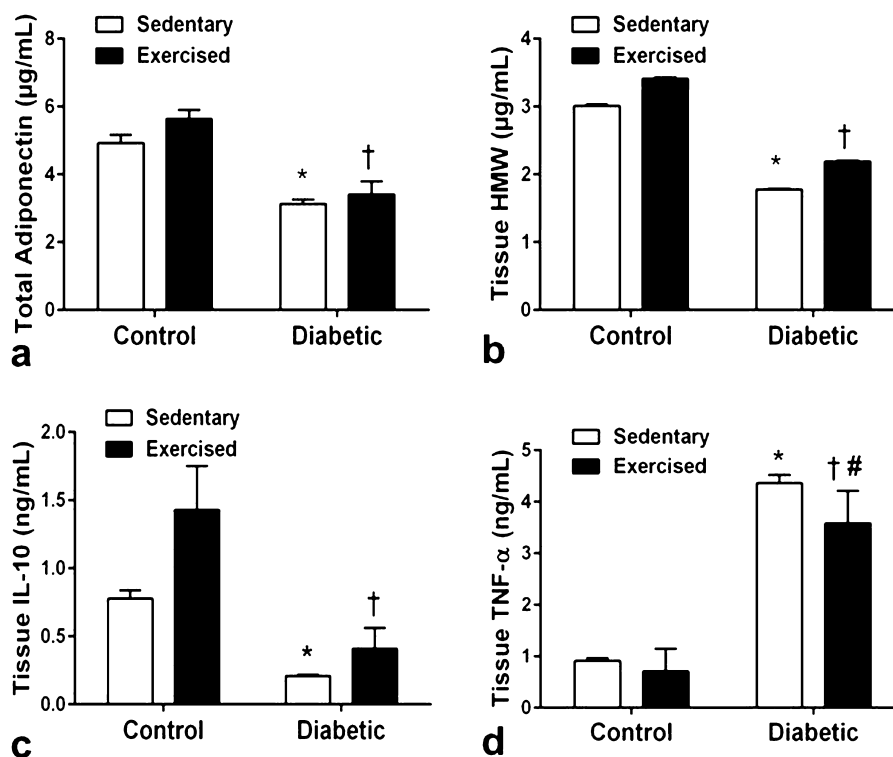 Sedentary
Exercised
Total Adiponectin (µg/mL)
8
6
4
2
0
*
†
Control
Diabetic
a
Sedentary
Exercised
Tissue HMW (µg/mL)
4
3
2
1
0
*
†
Control
Diabetic
b
Sedentary
Exercised
Tissue IL-10 (ng/mL)
2.0
1.5
1.0
0.5
0.0
*
†
Control
Diabetic
c
Sedentary
Exercised
Tissue TNF-α (ng/mL)
5
4
3
2
1
0
*
† #
Control
Diabetic
d